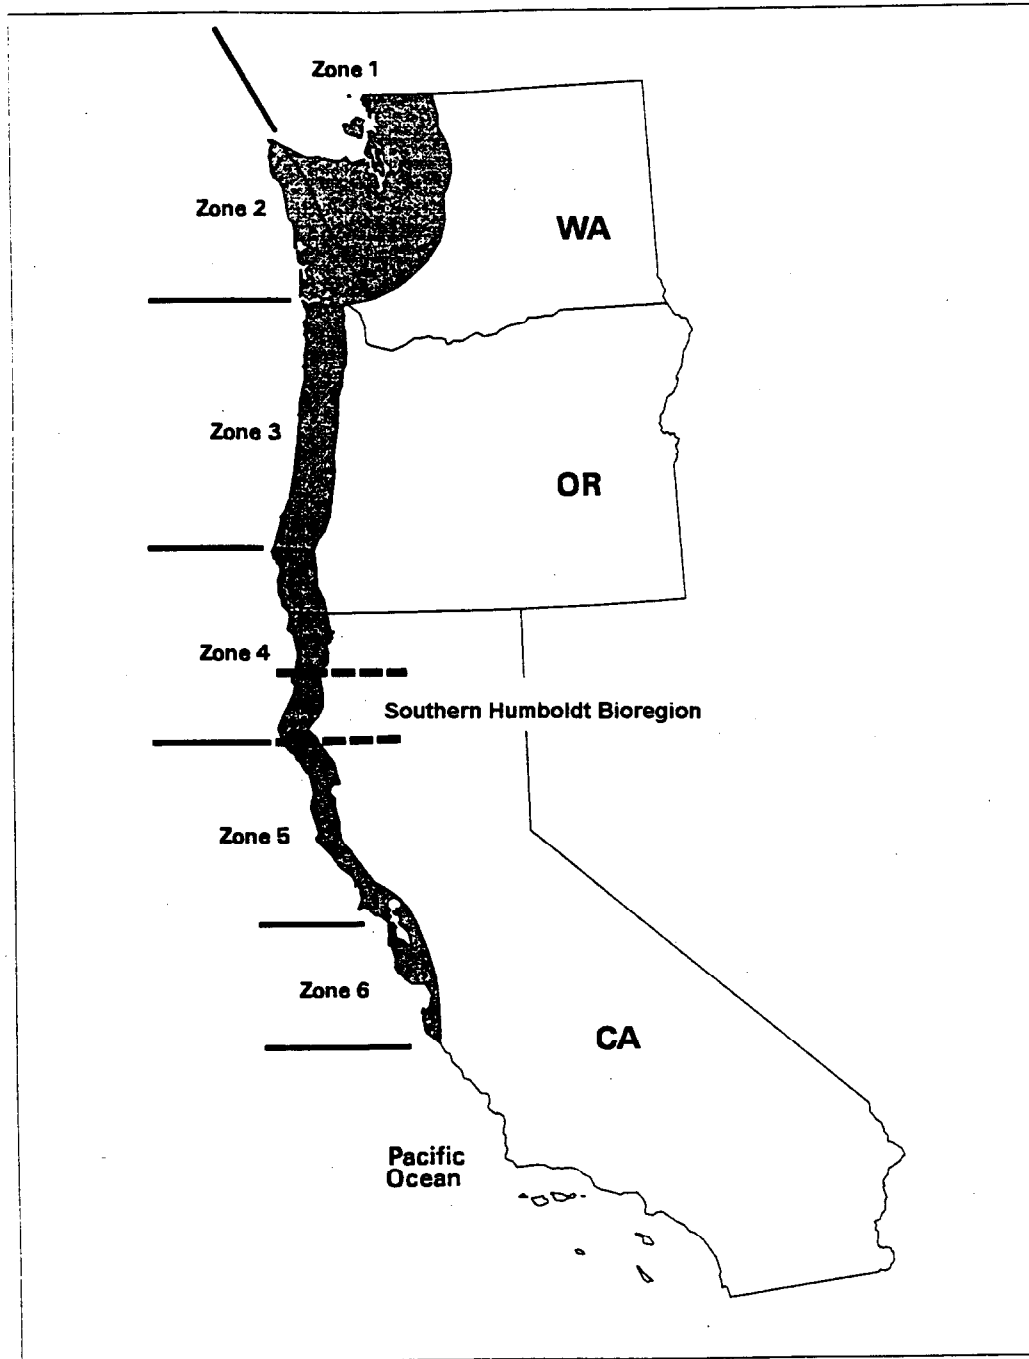 Zone 1
Zone 2
WA
Zone 3
OR
Zone 4
Southern Humboldt Bioregion
Zone 5
Zone 6
CA
Pacific
Ocean